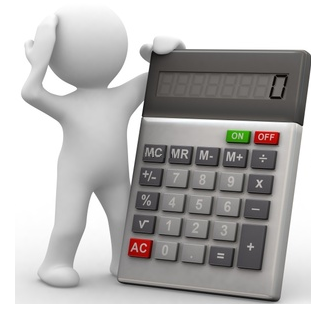 0
ON OFF
MC MR M- M+ ÷
+/- 7 8 9 x
% 4 5 6 −
√ 1 2 3 +
AC 0 . =